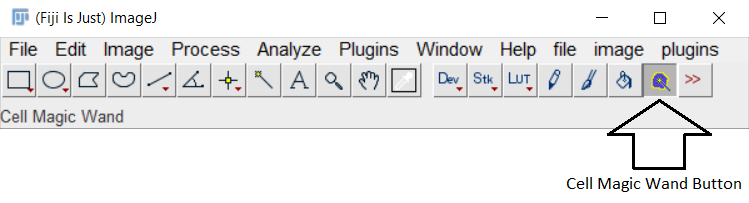 (Fiji Is Just) ImageJ
File Edit Image Process Analyze Plugins Window Help file image plugins
A Dev Stk LUT >>
Cell Magic Wand
Cell Magic Wand Button